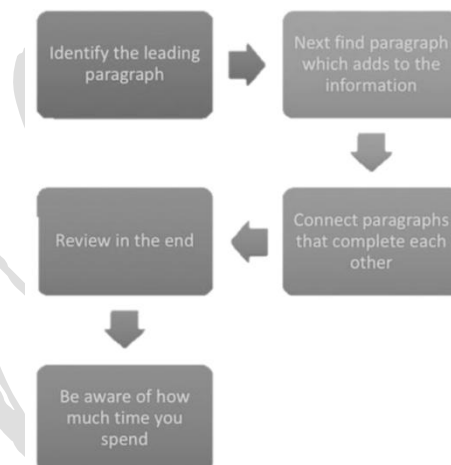 Identify the leading
paragraph
Next find paragraph
which adds to the
information
Connect paragraphs
that complete each
other
Review in the end
Be aware of how
much time you
spend